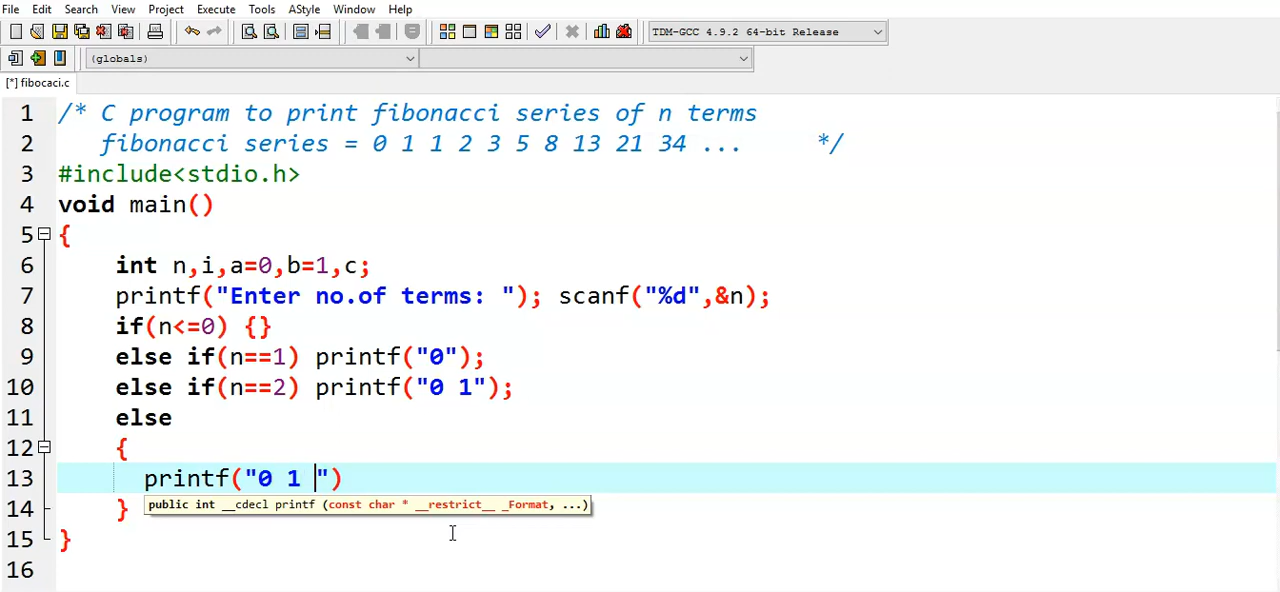 File Edit Search View Project Execute Tools AStyle Window Help
TDM-GCC 4.9.2 64-bit Release
(globals)
[*] fibocaci.c
1 /* C program to print fibonacci series of n terms
2 fibonacci series = 0 1 1 2 3 5 8 13 21 34 ... */
3 #include<stdio.h>
4 void main()
5 {
6 int n,i,a=0,b=1,c;
7 printf("Enter no.of terms: "); scanf("%d",&n);
8 if(n<=0) {}
9 else if(n==1) printf("0");
10 else if(n==2) printf("0 1");
11 else
12 {
13 printf("0 1 ")
public int __cdecl printf (const char * __restrict__ _Format, ...)
14 }
15 }
16